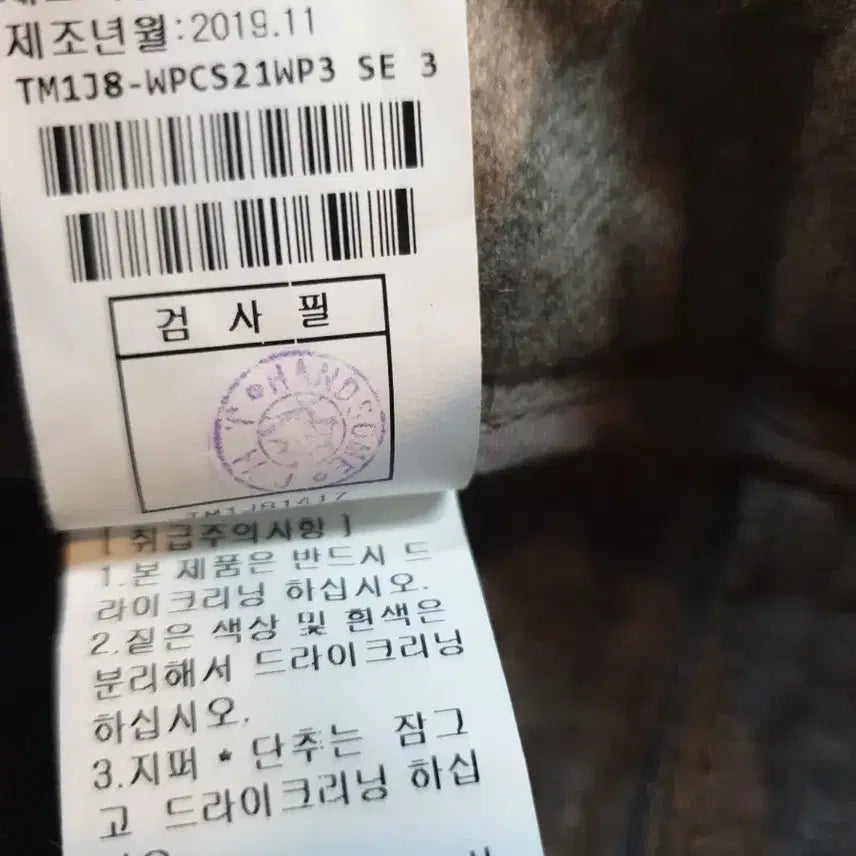 제조년월:2019.11
TM1J8-WPCS21WP3 SE 3
검 사 필
HANDSOME
[ 취급주의사항 ]
1.본 제품은 반드시 드
라이크리닝 하십시오.
2.짙은 색상 및 흰색은
분리해서 드라이크리닝
하십시오.
3.지퍼 * 단추는 잠그
고 드라이크리닝 하십